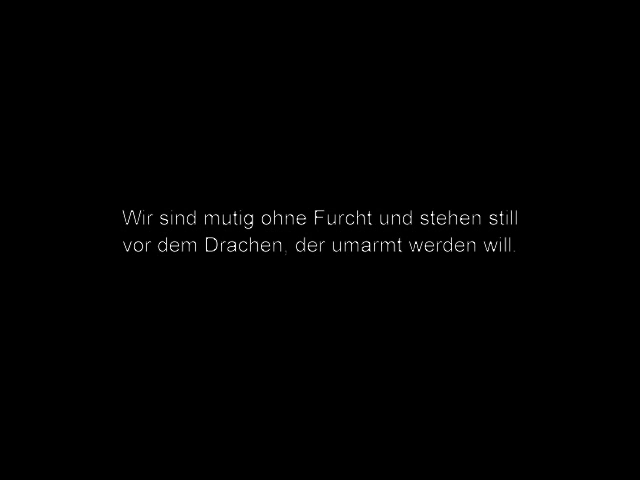 Wir sind mutig ohne Furcht und stehen still
vor dem Drachen, der umarmt werden will.